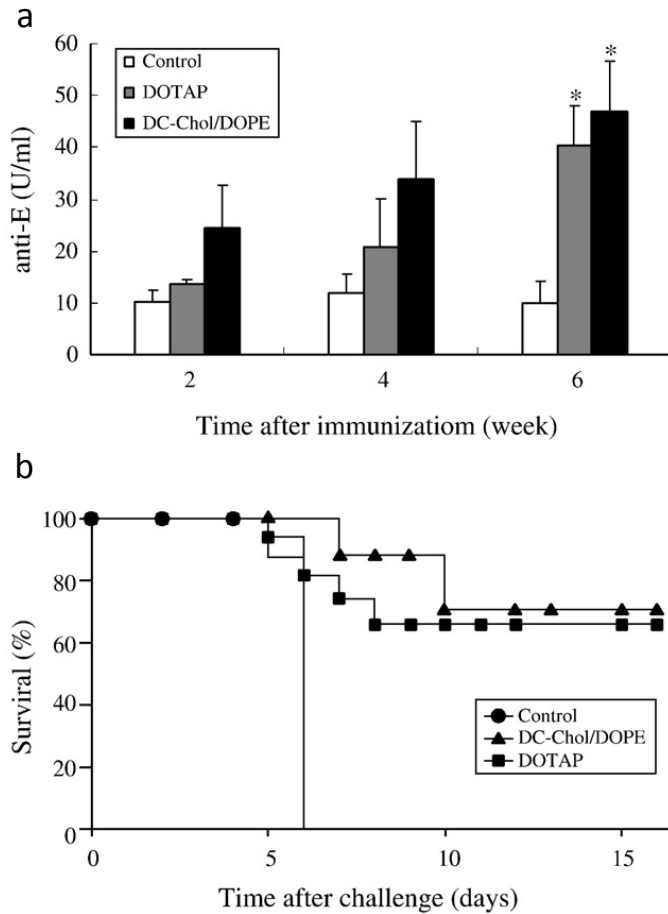 a
60
50
40
30
20
10
0
anti-E (U/ml)
Control
DOTAP
DC-Chol/DOPE
*
*
2 4 6
Time after immunizatiom (week)
b
100
80
60
40
20
0
Surviral (%)
Control
DC-Chol/DOPE
DOTAP
0 5 10 15
Time after challenge (days)